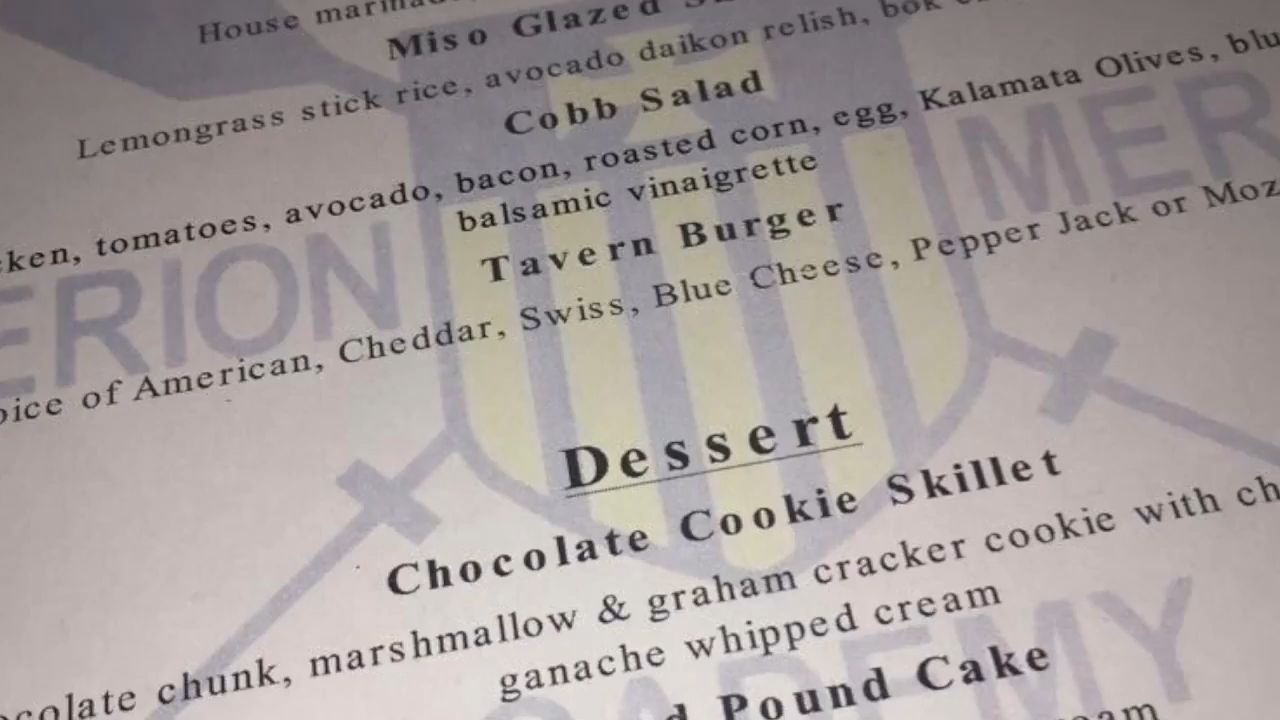 House
Miso Glazed
Lemongrass stick rice, avocado daikon relish, bok
Cobb Salad
tomatoes, avocado, bacon, roasted corn, egg, Kalamata Olives,
balsamic vinaigrette
Tavern Burger
of American, Cheddar, Swiss, Blue Cheese, Pepper Jack or
Dessert
Chocolate Cookie Skillet
chunk, marshmallow & graham cracker cookie with
ganache whipped cream
Pound Cake